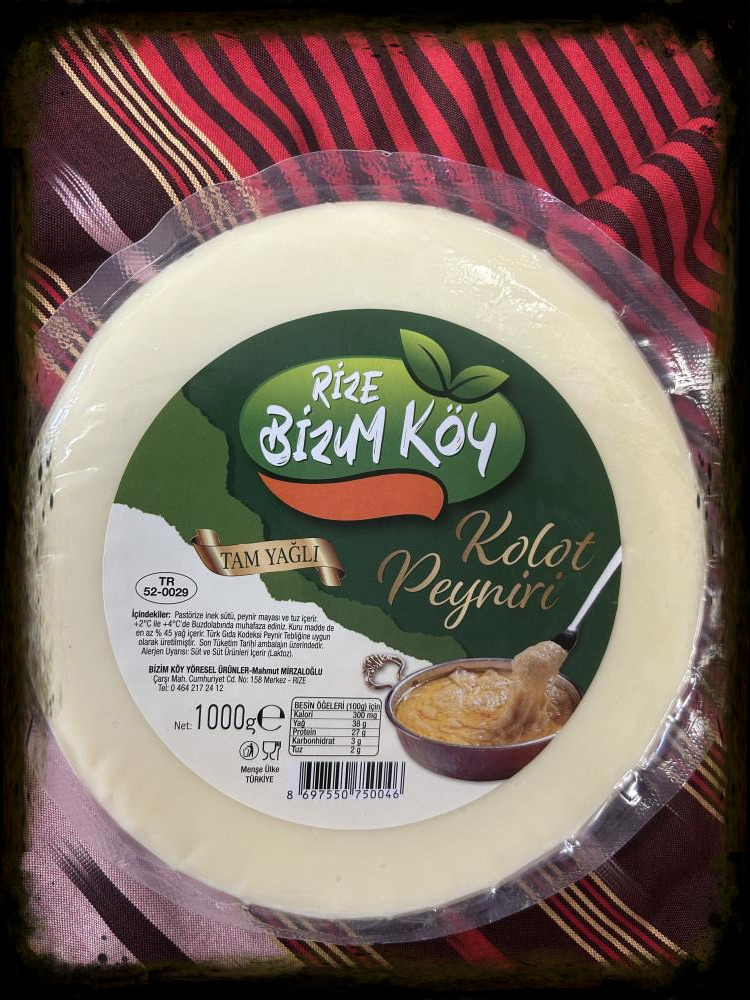 RİZE
BİZUM KÖY
Kolot
Peyniri
TAM YAĞLI
TR
52-0029
İçindekiler: Pastörize inek sütü, peynir mayası ve tuz içerir.
+2°C ile +4°C'de Buzdolabında muhafaza ediniz. Kuru madde de
en az % 45 yağ içerir. Türk Gıda Kodeksi Peynir Tebliğine uygun
olarak üretilmiştir. Son Tüketim Tarihi ambalajın üzerindedir.
Alerjen Uyarısı: Süt ve Süt Ürünleri İçerir (Laktoz).
BİZİM KÖY YÖRESEL ÜRÜNLER-Mahmut MİRZALOĞLU
Çarşı Mah. Cumhuriyet Cd. No: 158 Merkez - RİZE
Tel: 0 464 217 24 12
Net: 1000g e
BESİN ÖĞELERİ (100g) için
Kalori 300 mg
Yağ 38 g
Protein 27 g
Karbonhidrat 3 g
Tuz 2 g
Menşe Ülke
TÜRKİYE
8 697550 750046